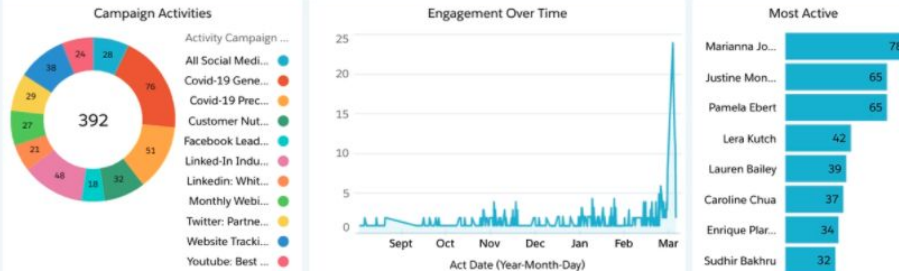 Campaign Activities
Activity Campaign ...
All Social Medi...
Covid-19 Gene...
Covid-19 Prec...
Customer Nut...
Facebook Lead...
Linked-In Indu...
Linkedin: Whit...
Monthly Webi...
Twitter: Partne...
Website Tracki...
Youtube: Best ...
28
76
51
32
18
48
21
27
29
38
24
392
Engagement Over Time
25
20
15
10
5
0
Sept Oct Nov Dec Jan Feb Mar
Act Date (Year-Month-Day)
Most Active
Marianna Jo... 78
Justine Mon... 65
Pamela Ebert 65
Lera Kutch 42
Lauren Bailey 39
Caroline Chua 37
Enrique Plar... 34
Sudhir Bakhru 32